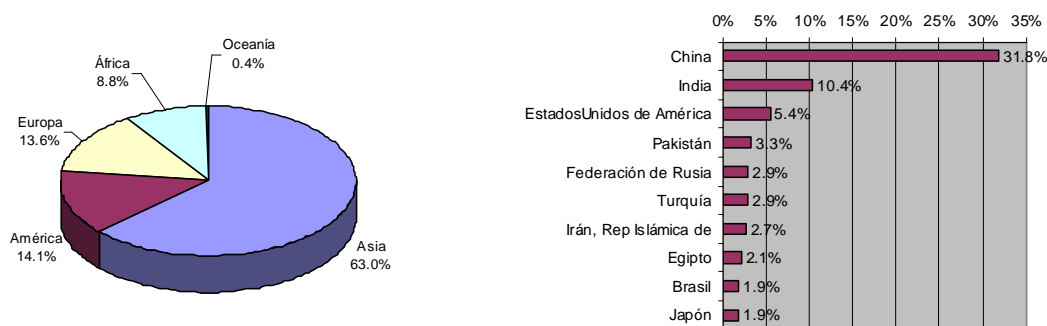 Oceanía
0.4%
África
8.8%
Europa
13.6%
América
14.1%
Asia
63.0%
0% 5% 10% 15% 20% 25% 30% 35%
China 31.8%
India 10.4%
EstadosUnidos de América 5.4%
Pakistán 3.3%
Federación de Rusia 2.9%
Turquía 2.9%
Irán, Rep Islámica de 2.7%
Egipto 2.1%
Brasil 1.9%
Japón 1.9%